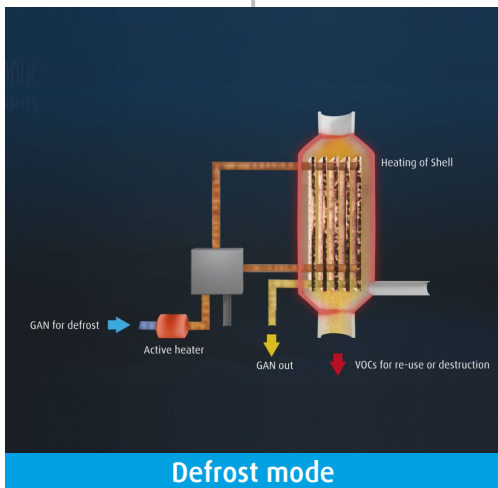 Heating of Shell
GAN for defrost
Active heater
GAN out
VOCs for re-use or destruction
Defrost mode